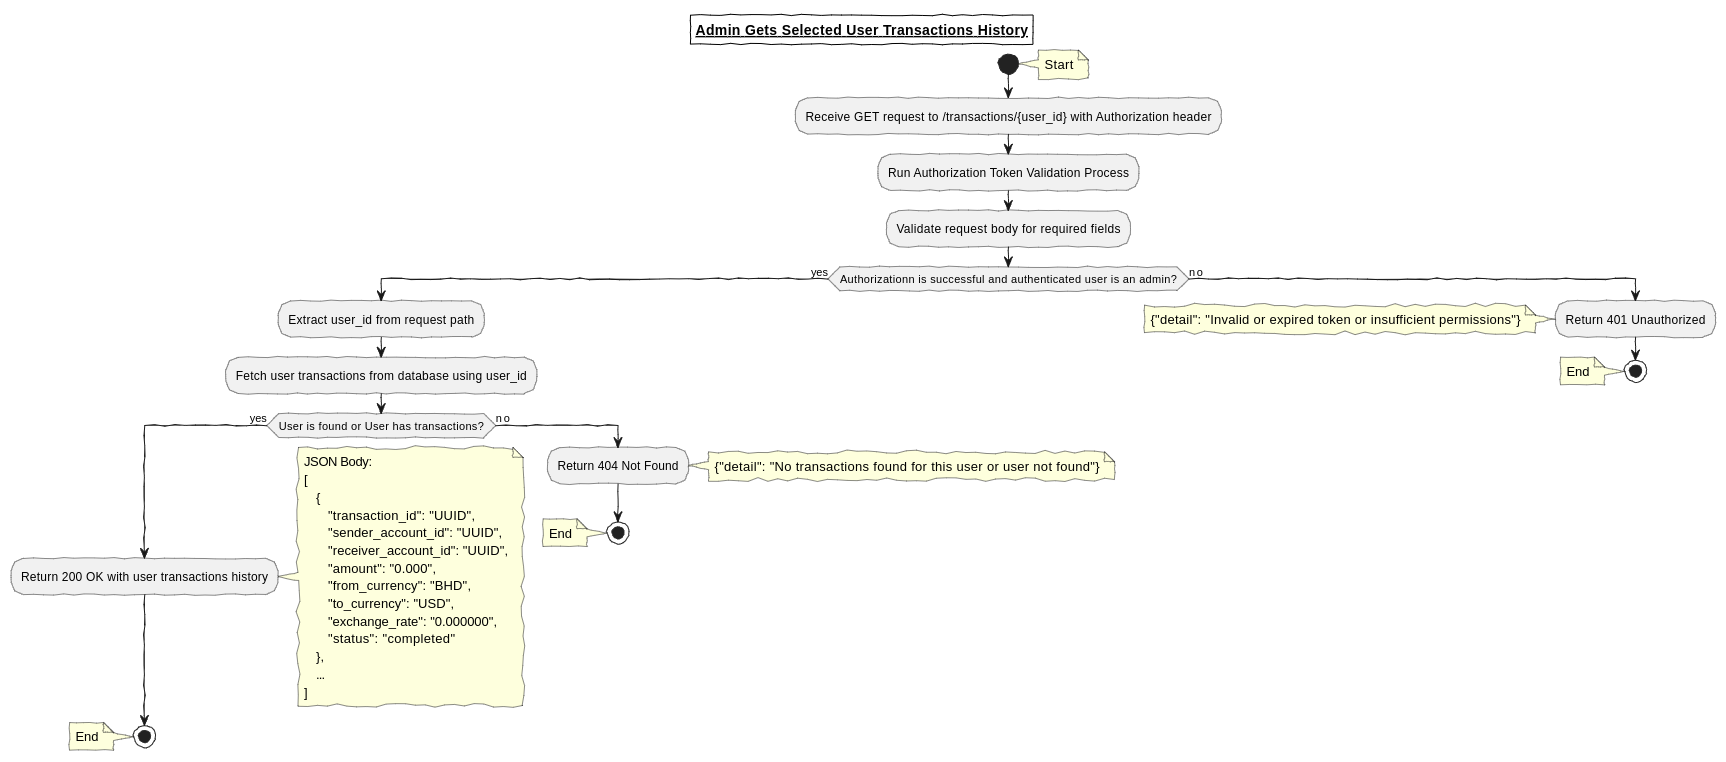 Admin Gets Selected User Transactions History
Start
Receive GET request to /transactions/{user_id} with Authorization header
Run Authorization Token Validation Process
Validate request body for required fields
yes
Authorizationn is successful and authenticated user is an admin?
no
Extract user_id from request path
{"detail": "Invalid or expired token or insufficient permissions"}
Return 401 Unauthorized
Fetch user transactions from database using user_id
End
yes
User is found or User has transactions?
no
Return 404 Not Found
{"detail": "No transactions found for this user or user not found"}
End
Return 200 OK with user transactions history
JSON Body:
[
{
"transaction_id": "UUID",
"sender_account_id": "UUID",
"receiver_account_id": "UUID",
"amount": "0.000",
"from_currency": "BHD",
"to_currency": "USD",
"exchange_rate": "0.000000",
"status": "completed"
},
...
]
End